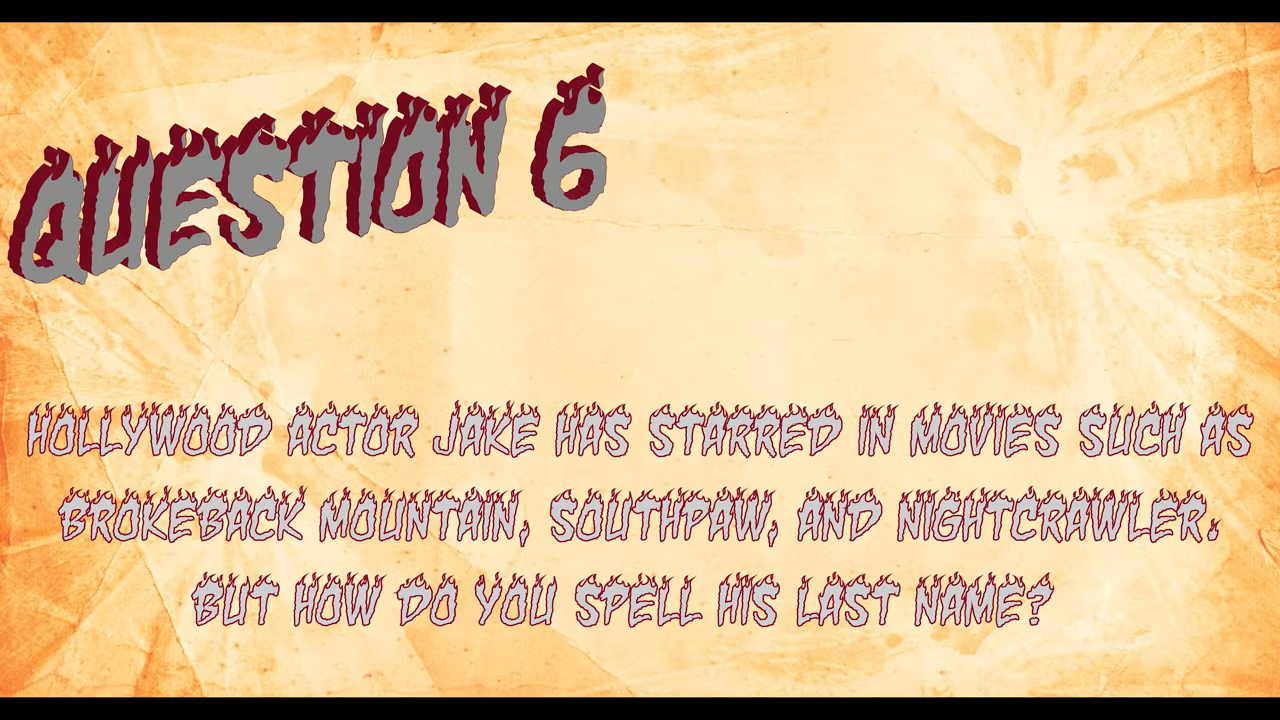 QUESTION 6
HOLLYWOOD ACTOR JAKE HAS STARRED IN MOVIES SUCH AS
BROKEBACK MOUNTAIN, SOUTHPAW, AND NIGHTCRAWLER.
BUT HOW DO YOU SPELL HIS LAST NAME?